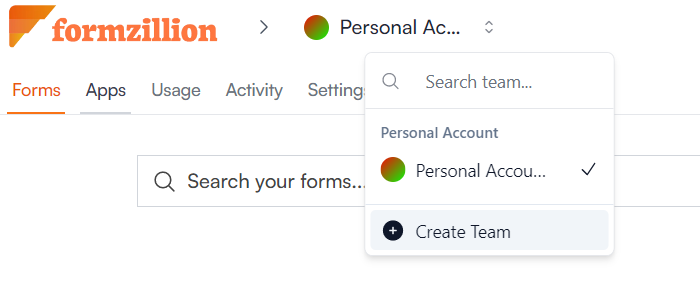 formzillion
Personal Ac...
Forms
Apps
Usage
Activity
Settings
Search team...
Personal Account
Personal Accou...
Search your forms...
Create Team